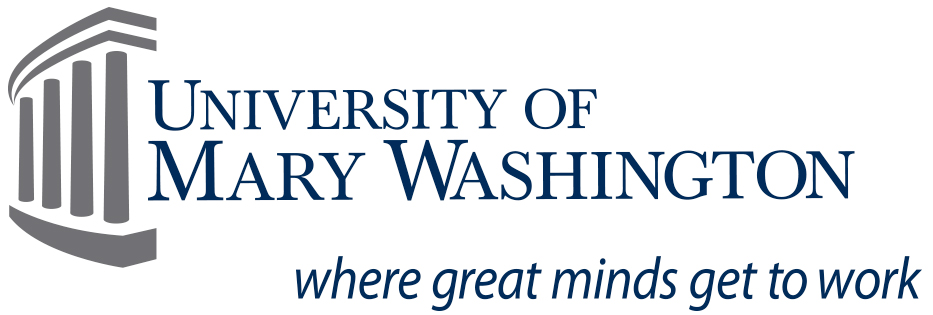 UNIVERSITY OF
MARY WASHINGTON
where great minds get to work